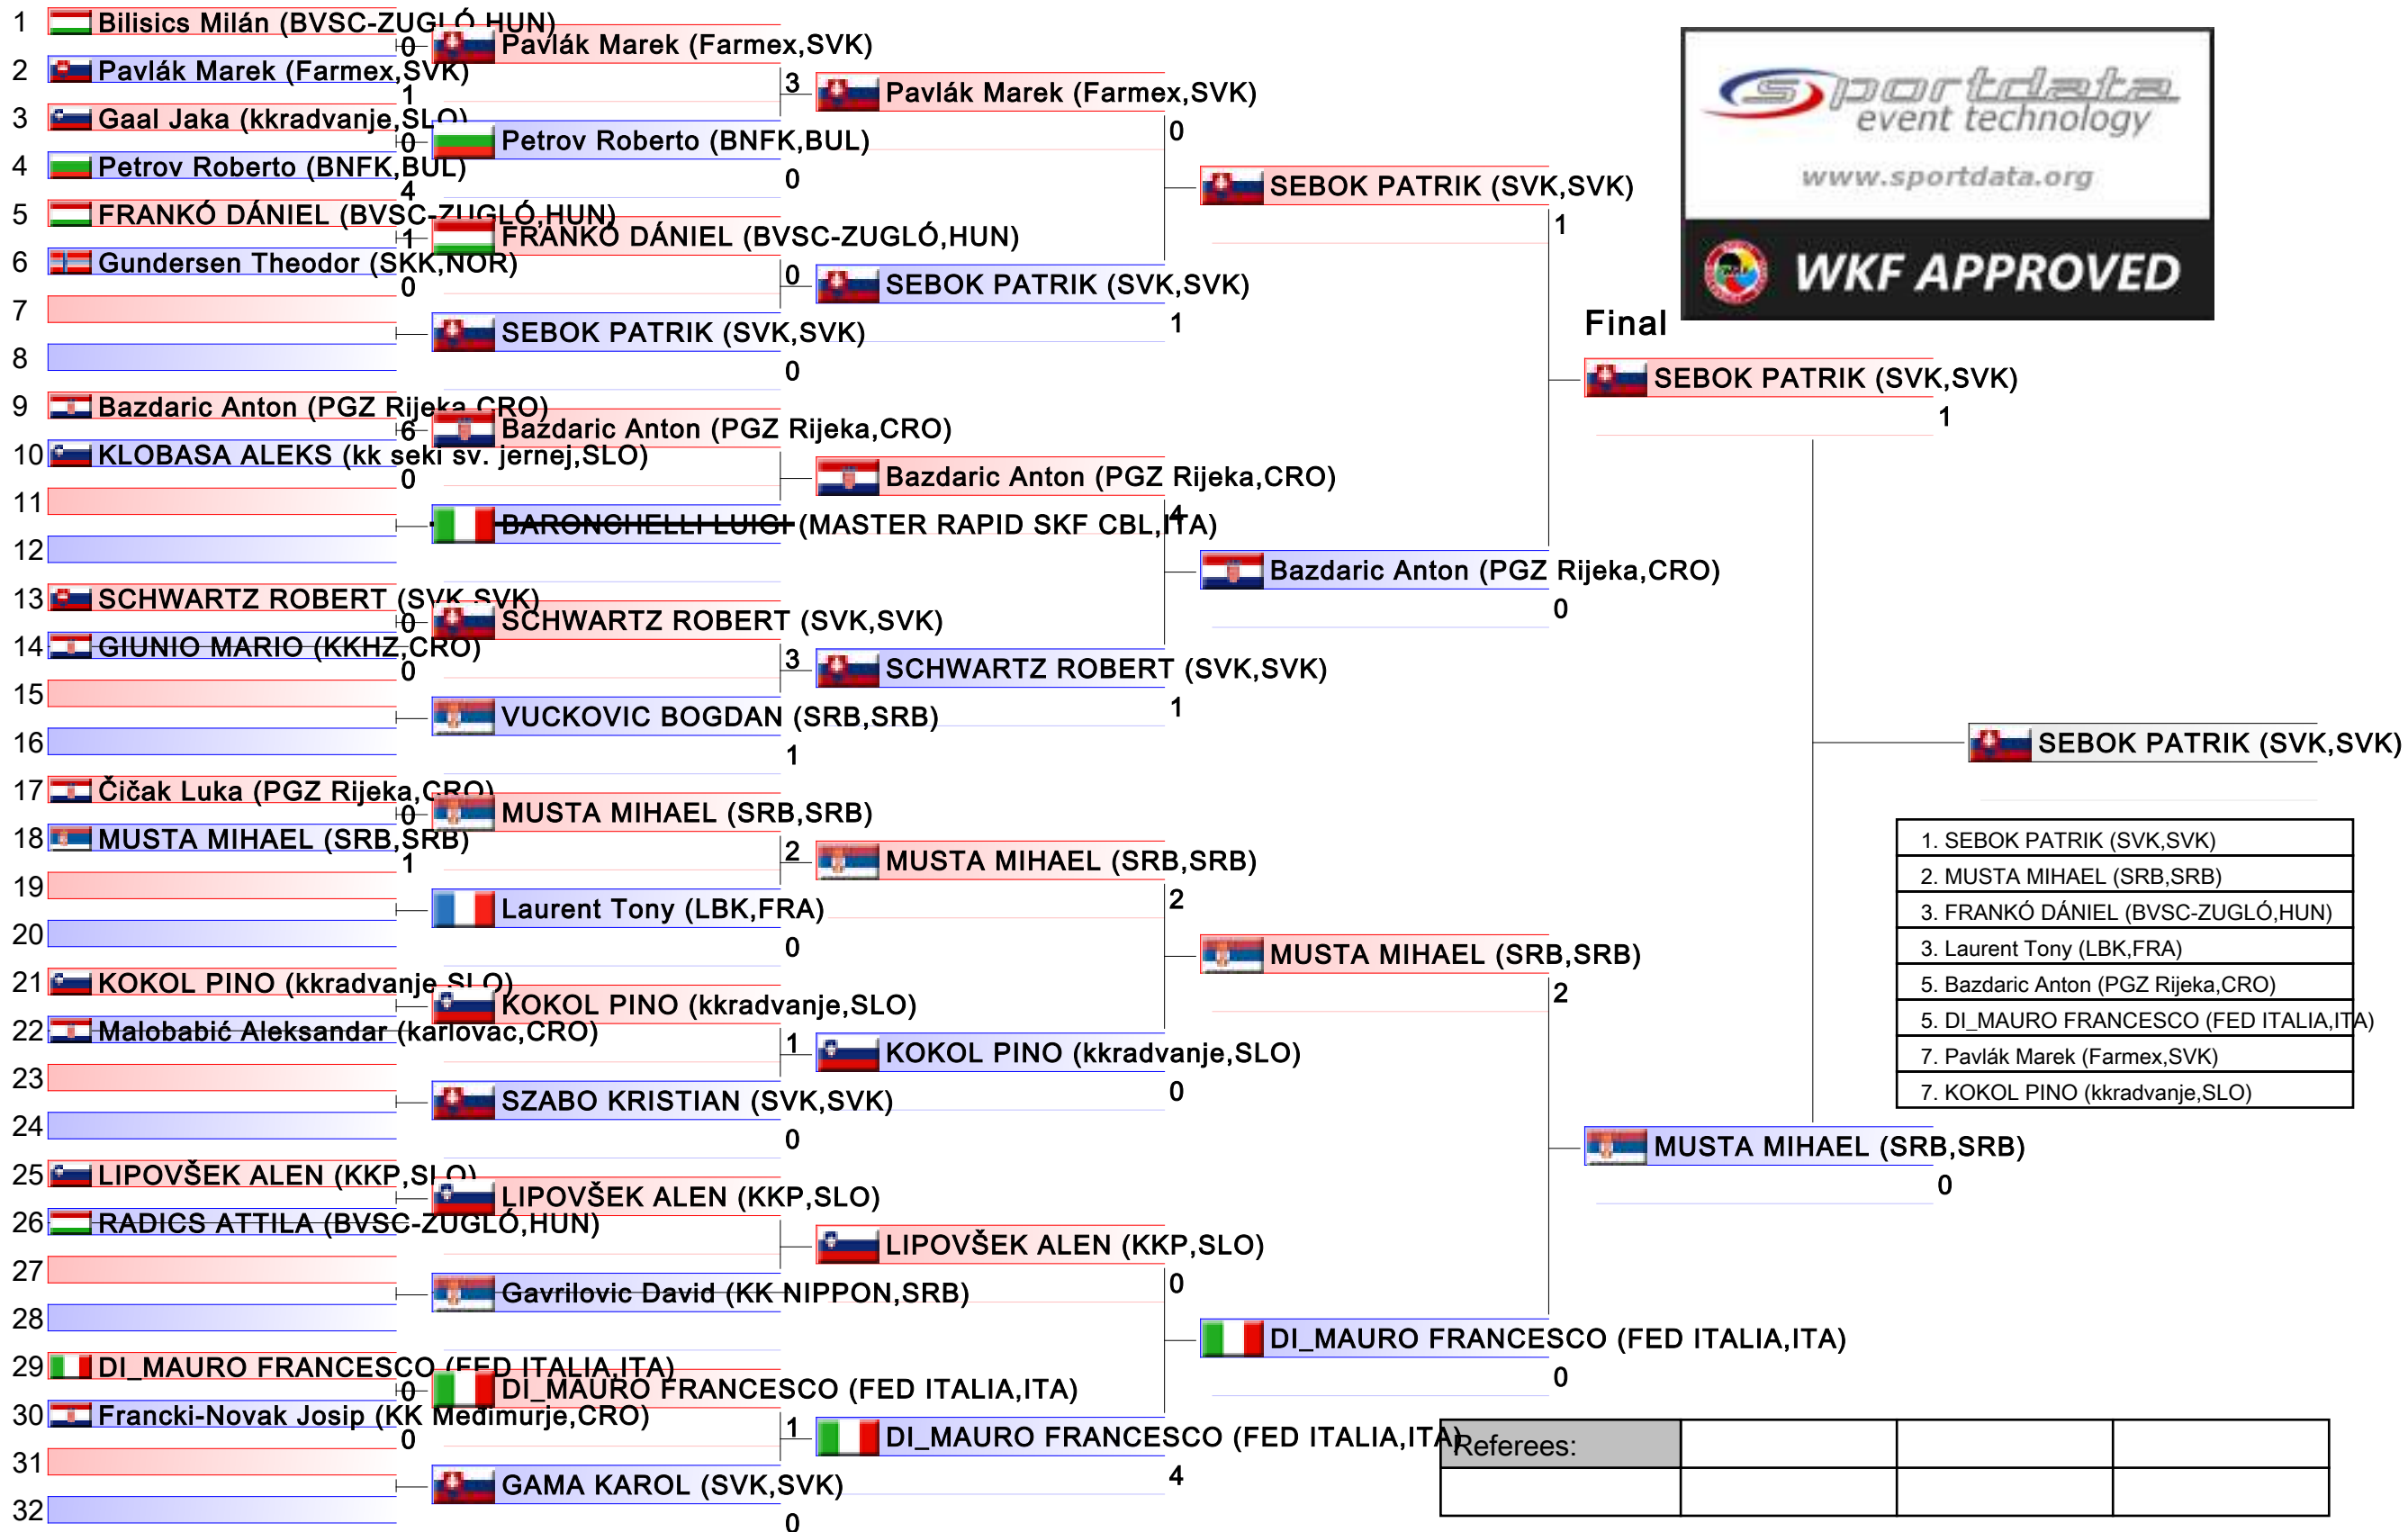 1 Bilisics Milán (BVSC-ZUGLÓ,HUN)
0
2 Pavlák Marek (Farmex,SVK)
1
3 Gaal Jaka (kkradvanje,SLO)
0
4 Petrov Roberto (BNFK,BUL)
4
5 FRANKÓ DÁNIEL (BVSC-ZUGLÓ,HUN)
1
6 Gundersen Theodor (SKK,NOR)
0
7
8
9 Bazdaric Anton (PGZ Rijeka,CRO)
6
10 KLOBASA ALEKS (kk seki sv. jernej,SLO)
0
11
12
13 SCHWARTZ ROBERT (SVK,SVK)
0
14 GIUNIO MARIO (KKHZ,CRO)
0
15
16
17 Čičak Luka (PGZ Rijeka,CRO)
0
18 MUSTA MIHAEL (SRB,SRB)
1
19
20
21 KOKOL PINO (kkradvanje,SLO)
22 Malobabić Aleksandar (karlovac,CRO)
23
24
25 LIPOVŠEK ALEN (KKP,SLO)
26 RADICS ATTILA (BVSC-ZUGLÓ,HUN)
27
28
29 DI_MAURO FRANCESCO (FED ITALIA,ITA)
0
30 Francki-Novak Josip (KK Međimurje,CRO)
0
31
32
Pavlák Marek (Farmex,SVK)
3
Petrov Roberto (BNFK,BUL)
0
FRANKÓ DÁNIEL (BVSC-ZUGLÓ,HUN)
0
SEBOK PATRIK (SVK,SVK)
0
Bazdaric Anton (PGZ Rijeka,CRO)
BARONCHELLI LUIGI (MASTER RAPID SKF CBL,ITA)
SCHWARTZ ROBERT (SVK,SVK)
3
VUCKOVIC BOGDAN (SRB,SRB)
1
MUSTA MIHAEL (SRB,SRB)
2
Laurent Tony (LBK,FRA)
0
KOKOL PINO (kkradvanje,SLO)
1
SZABO KRISTIAN (SVK,SVK)
0
LIPOVŠEK ALEN (KKP,SLO)
Gavrilovic David (KK NIPPON,SRB)
DI_MAURO FRANCESCO (FED ITALIA,ITA)
1
GAMA KAROL (SVK,SVK)
0
Pavlák Marek (Farmex,SVK)
0
SEBOK PATRIK (SVK,SVK)
1
Bazdaric Anton (PGZ Rijeka,CRO)
4
SCHWARTZ ROBERT (SVK,SVK)
1
MUSTA MIHAEL (SRB,SRB)
2
KOKOL PINO (kkradvanje,SLO)
0
LIPOVŠEK ALEN (KKP,SLO)
0
DI_MAURO FRANCESCO (FED ITALIA,ITA)
4
SEBOK PATRIK (SVK,SVK)
1
Bazdaric Anton (PGZ Rijeka,CRO)
0
MUSTA MIHAEL (SRB,SRB)
2
DI_MAURO FRANCESCO (FED ITALIA,ITA)
0
Final
SEBOK PATRIK (SVK,SVK)
1
MUSTA MIHAEL (SRB,SRB)
0
SEBOK PATRIK (SVK,SVK)
sportdata
event technology
www.sportdata.org
WKF APPROVED
1. SEBOK PATRIK (SVK,SVK)
2. MUSTA MIHAEL (SRB,SRB)
3. FRANKÓ DÁNIEL (BVSC-ZUGLÓ,HUN)
3. Laurent Tony (LBK,FRA)
5. Bazdaric Anton (PGZ Rijeka,CRO)
5. DI_MAURO FRANCESCO (FED ITALIA,ITA)
7. Pavlák Marek (Farmex,SVK)
7. KOKOL PINO (kkradvanje,SLO)
Referees: